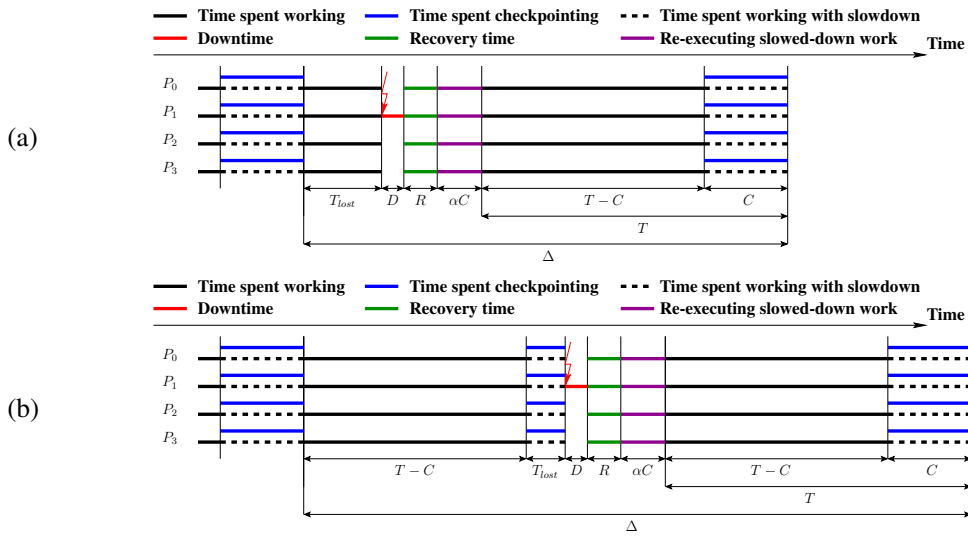 Time spent working Time spent checkpointing Time spent working with slowdown
Downtime Recovery time Re-executing slowed-down work
Time
(a)
P0
P1
P2
P3
Tlost D R αC T − C C
T
Δ
Time spent working Time spent checkpointing Time spent working with slowdown
Downtime Recovery time Re-executing slowed-down work
Time
(b)
P0
P1
P2
P3
T − C Tlost D R αC T − C C
T
Δ